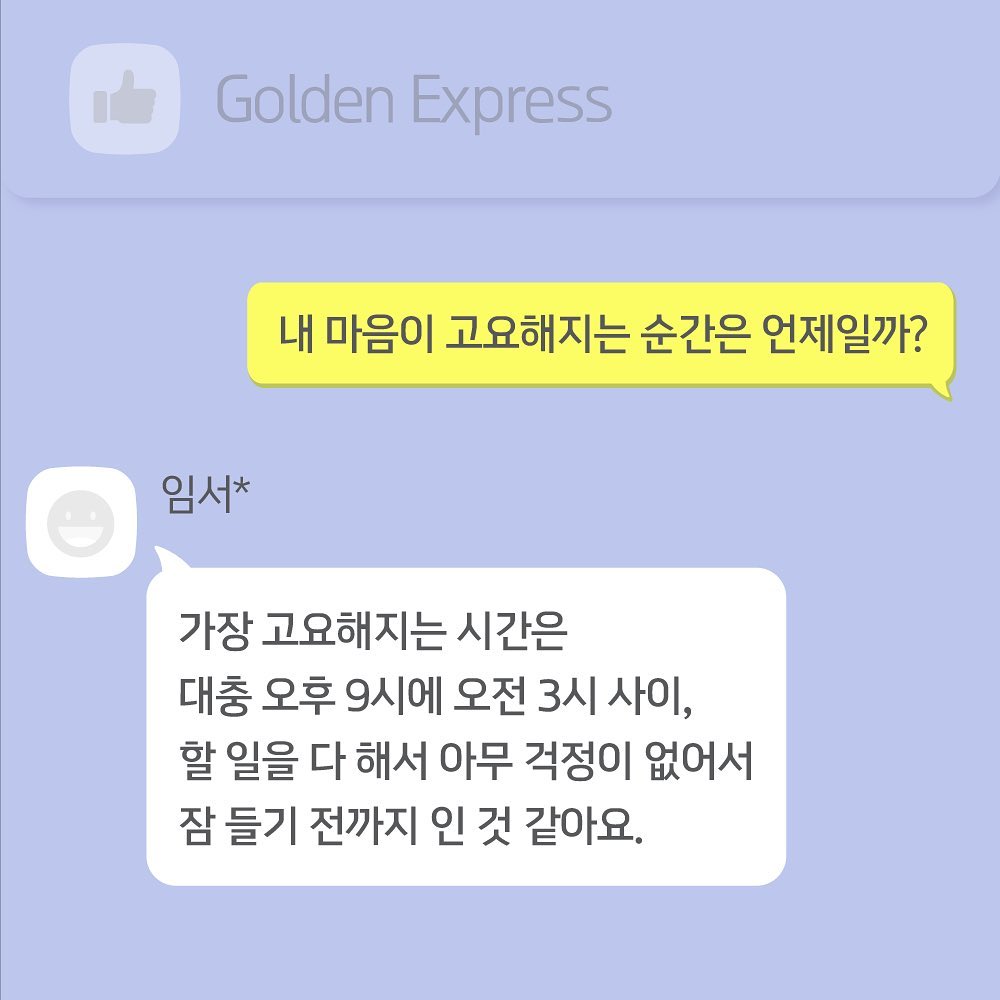 Golden Express
내 마음이 고요해지는 순간은 언제일까?
임서*
가장 고요해지는 시간은
대충 오후 9시에 오전 3시 사이,
할 일을 다 해서 아무 걱정이 없어서
잠 들기 전까지 인 것 같아요.